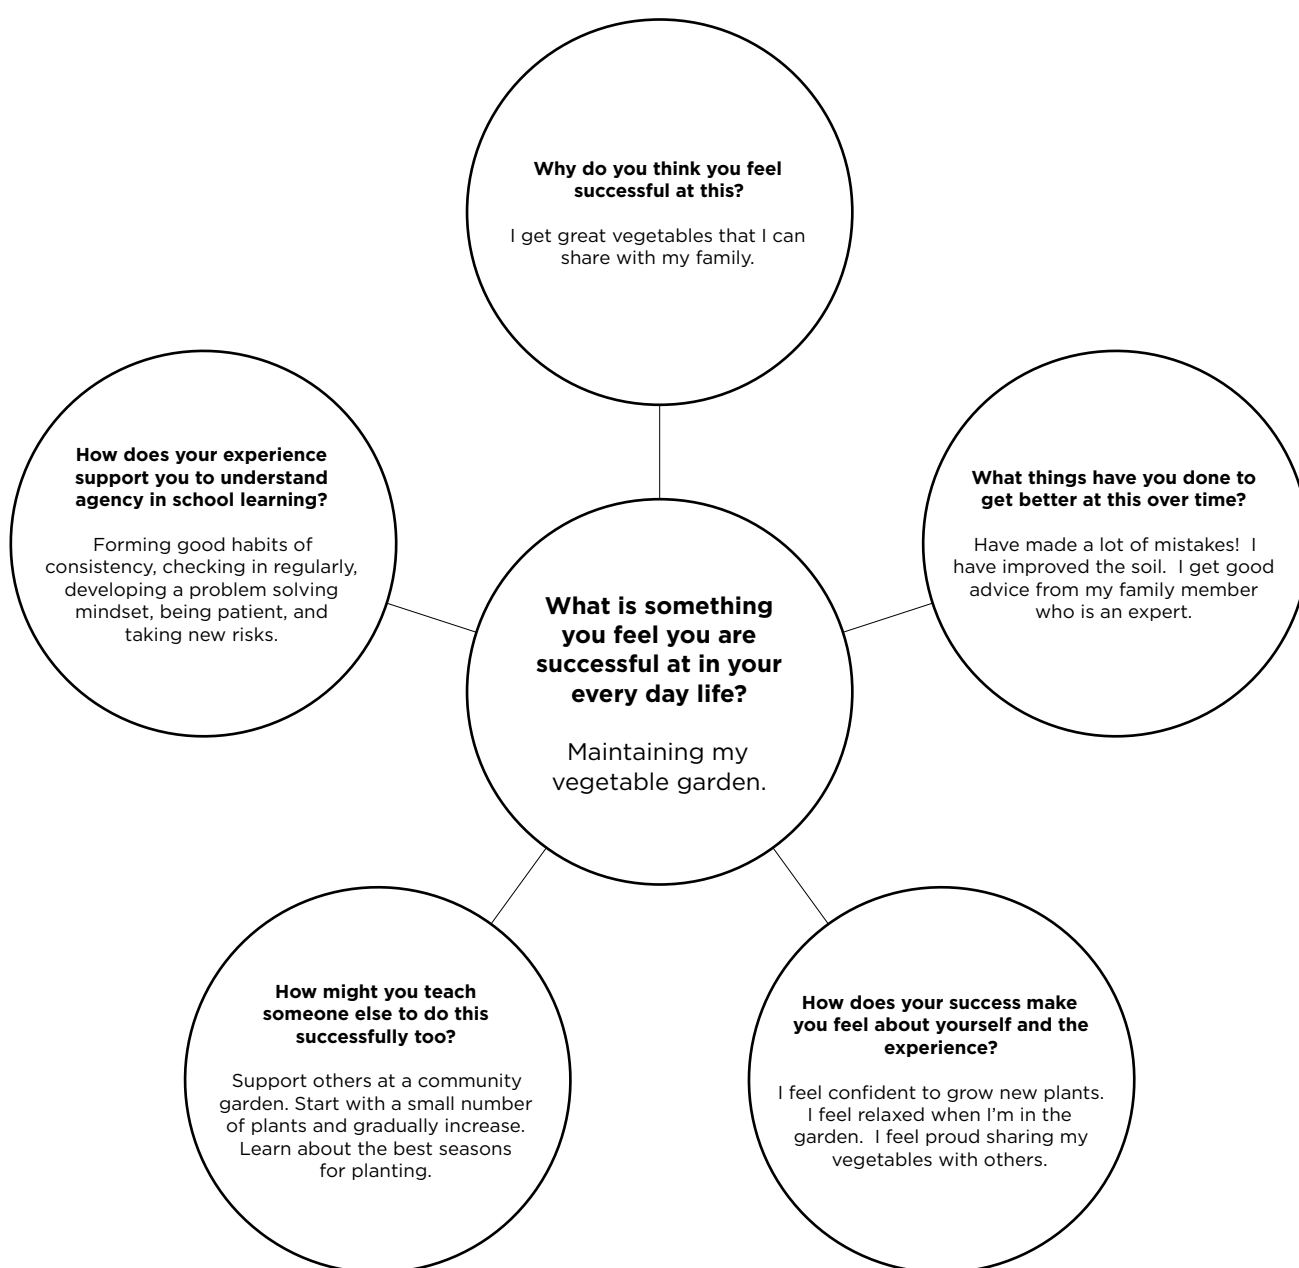 Why do you think you feel
successful at this?
I get great vegetables that I can
share with my family.
How does your experience
support you to understand
agency in school learning?
Forming good habits of
consistency, checking in regularly,
developing a problem solving
mindset, being patient, and
taking new risks.
What things have you done to
get better at this over time?
Have made a lot of mistakes!  I
have improved the soil.  I get good
advice from my family member
who is an expert.
What is something
you feel you are
successful at in your
every day life?
Maintaining my
vegetable garden.
How might you teach
someone else to do this
successfully too?
Support others at a community
garden. Start with a small number
of plants and gradually increase.
Learn about the best seasons
for planting.
How does your success make
you feel about yourself and the
experience?
I feel confident to grow new plants.
I feel relaxed when I’m in the
garden.  I feel proud sharing my
vegetables with others.